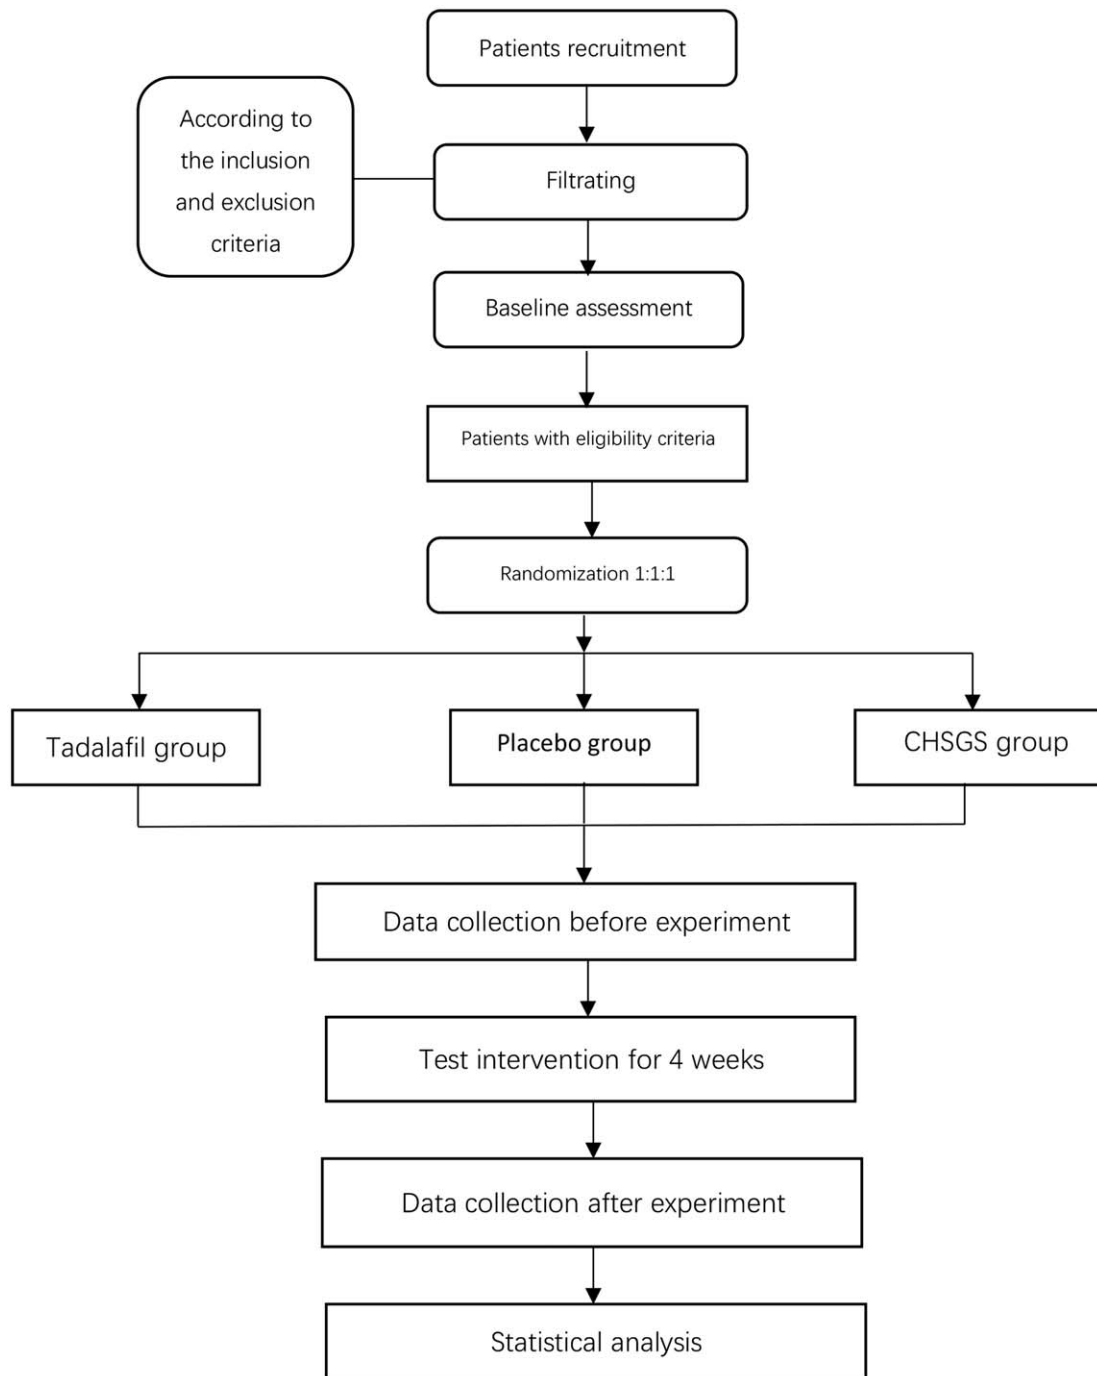 Patients recruitment
According to
the inclusion
and exclusion
criteria
Filtrating
Baseline assessment
Patients with eligibility criteria
Randomization 1:1:1
Tadalafil group
Placebo group
CHSGS group
Data collection before experiment
Test intervention for 4 weeks
Data collection after experiment
Statistical analysis